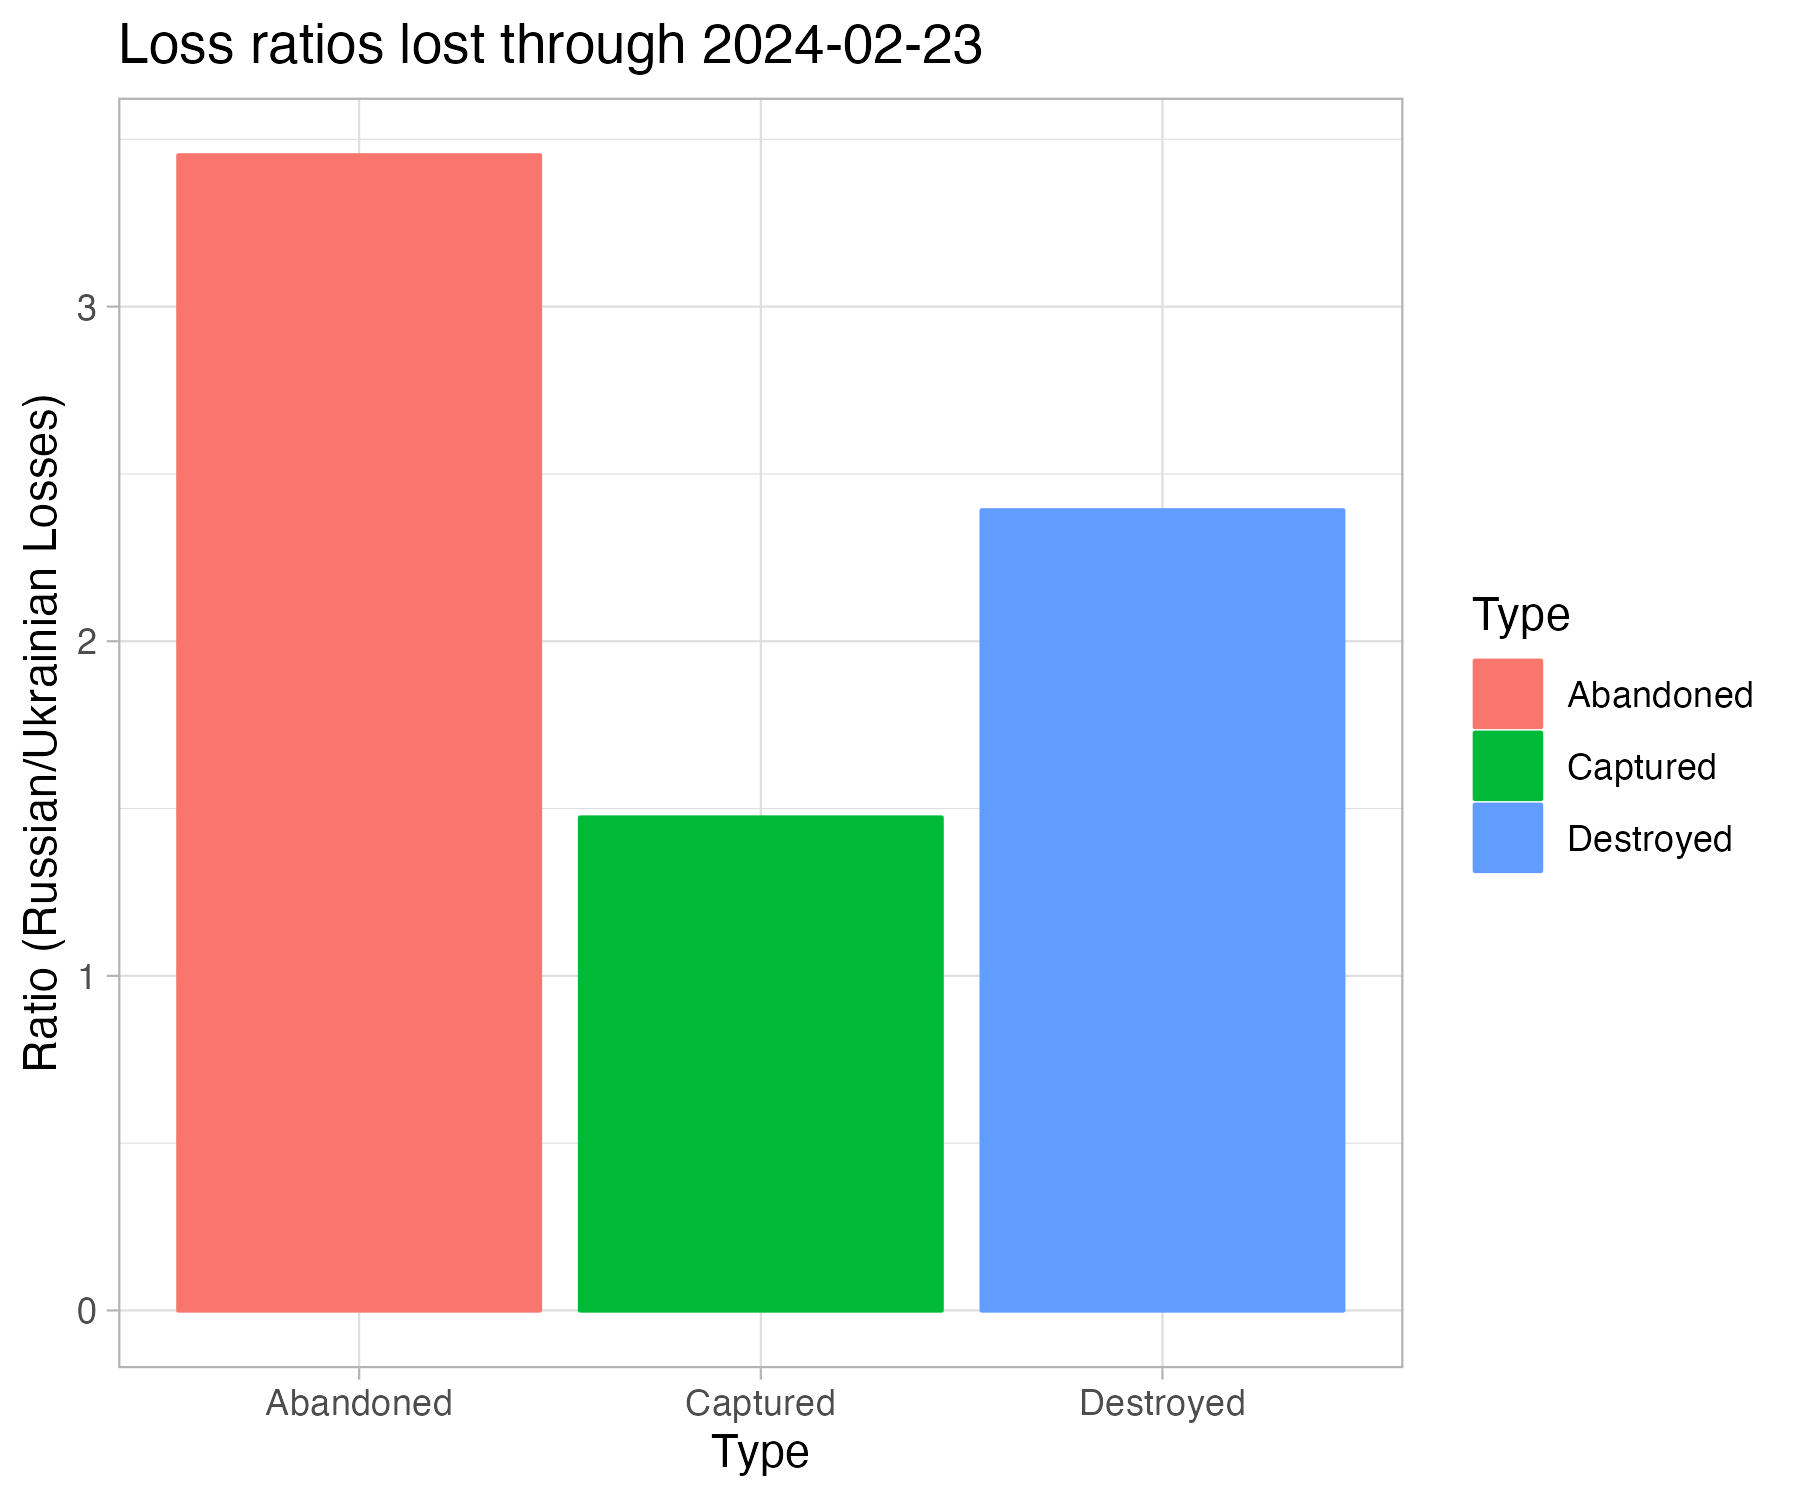 Loss ratios lost through 2024-02-23
Ratio (Russian/Ukrainian Losses)
3
2
1
0
Abandoned
Captured
Destroyed
Type
Type
Abandoned
Captured
Destroyed